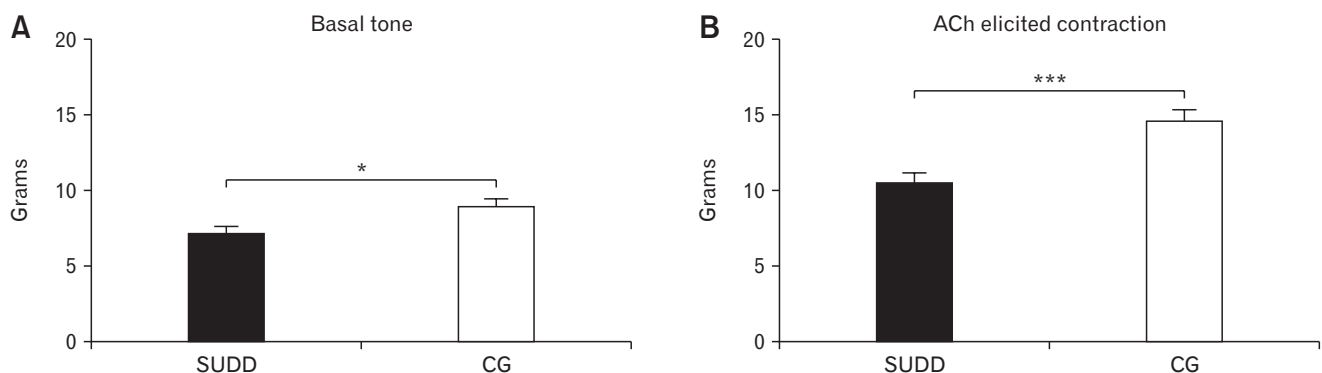 A
Basal tone
20
15
10
5
0
Grams
*
SUDD
CG
B
ACh elicited contraction
20
15
10
5
0
Grams
***
SUDD
CG